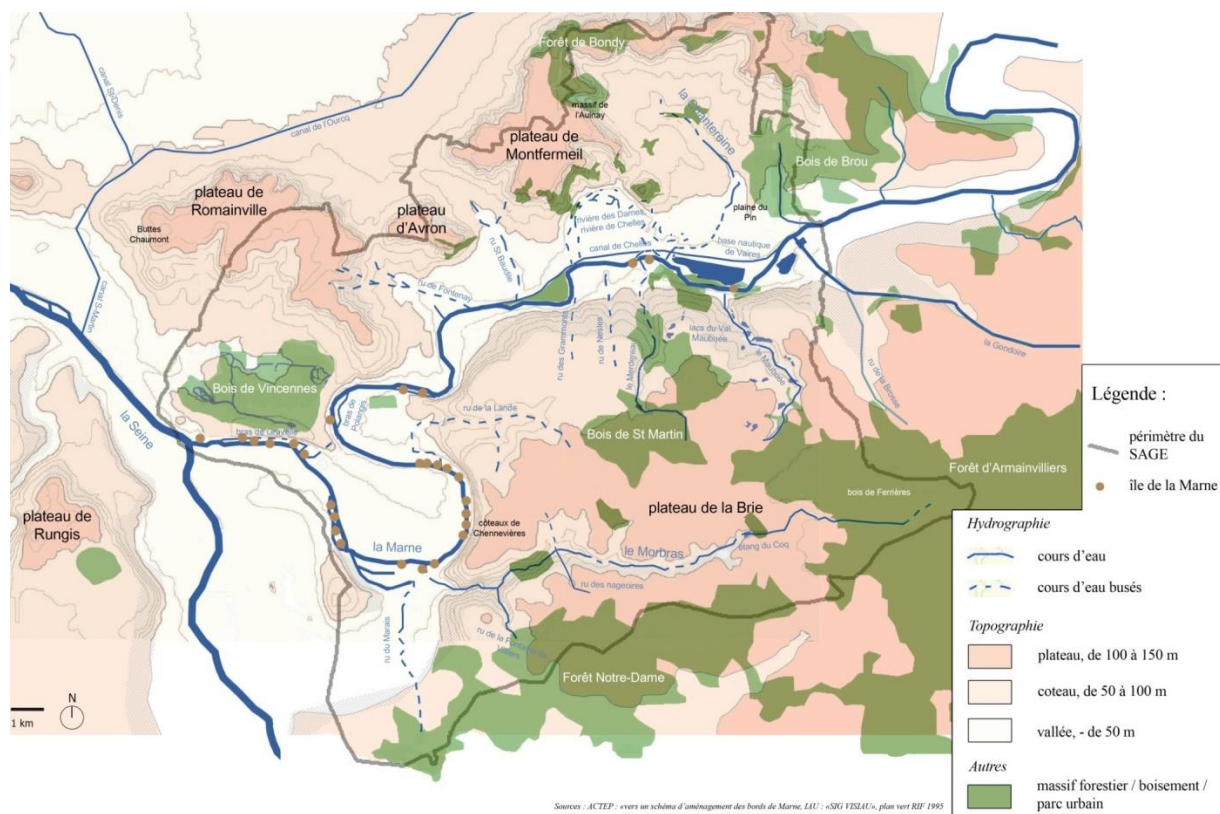 Forêt de Bondy
canal St-Denis
massif de
l'Aulnay
la Chantereine
canal de l'Ourcq
plateau de
Montfermeil
Bois de Brou
plateau de
Romainville
plateau
d'Avron
plaine du
Pin
rivière des Dames,
rivière de Chelles
Buttes
Chaumont
ru St Baudile
canal de Chelles
base nautique
de Vaires
canal St-Martin
ru de Fontenay
ru des Grammonts
ru de Nesles
le Merdereau
lacs du Val
Maubuée
la Maubuée
la Gondoire
ru de la Brosse
Bois de Vincennes
bras de
Polangis
la Seine
bras de Gravelle
ru de la Lande
Bois de St Martin
Forêt d'Armainvilliers
bois de Ferrières
plateau de
Rungis
plateau de la Brie
côteaux de
Chennevières
la Marne
le Morbras
étang du Coq
ru des nageoires
ru du Marais
ru de la Fontaine de
Villiers
Forêt Notre-Dame
N
1 km
Légende :
périmètre du
SAGE
île de la Marne
Hydrographie
cours d'eau
cours d'eau busés
Topographie
plateau, de 100 à 150 m
coteau, de 50 à 100 m
vallée, - de 50 m
Autres
massif forestier / boisement /
parc urbain
Sources : ACTEP : «vers un schéma d'aménagement des bords de Marne, IAU : «SIG VISIAU», plan vert RIF 1995